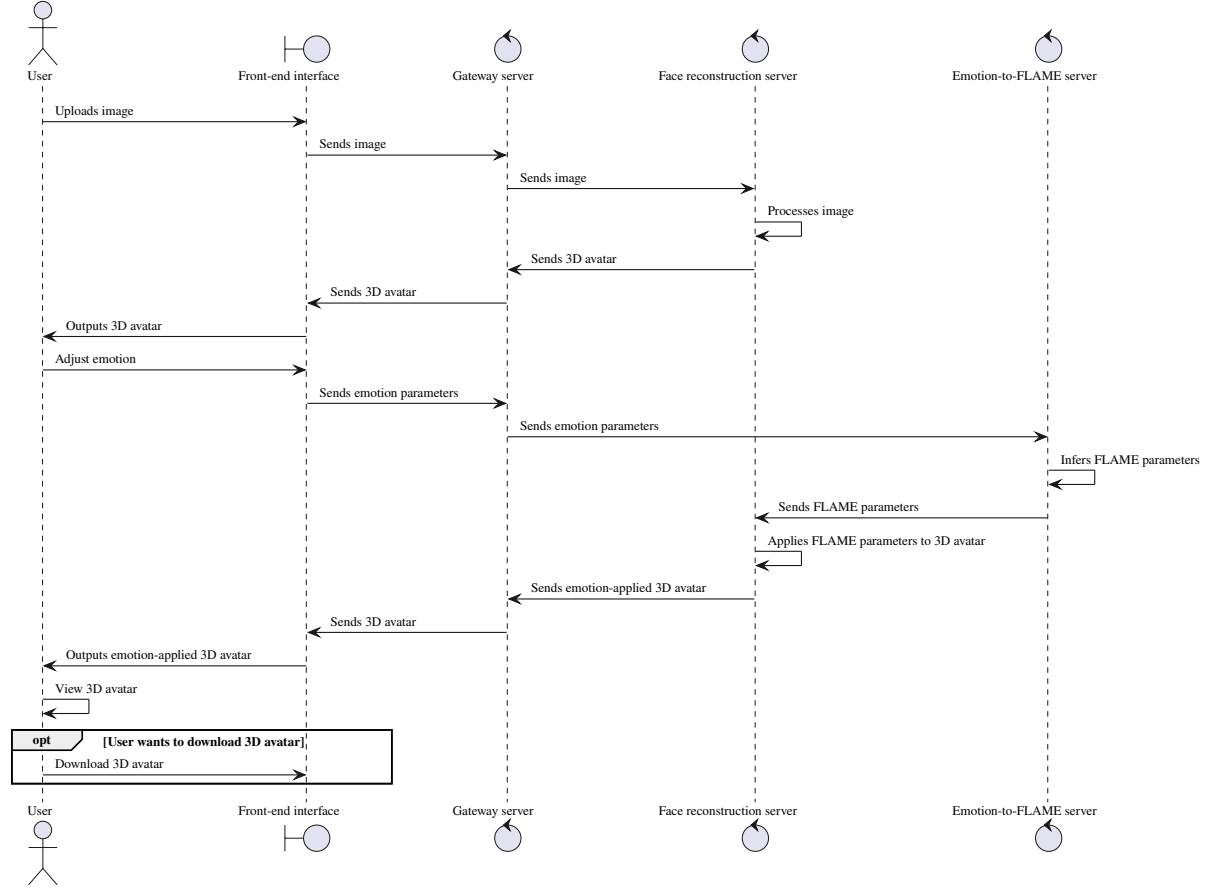 User
Front-end interface
Gateway server
Face reconstruction server
Emotion-to-FLAME server
Uploads image
Sends image
Sends image
Processes image
Sends 3D avatar
Sends 3D avatar
Outputs 3D avatar
Adjust emotion
Sends emotion parameters
Sends emotion parameters
Infers FLAME parameters
Sends FLAME parameters
Applies FLAME parameters to 3D avatar
Sends emotion-applied 3D avatar
Sends 3D avatar
Outputs emotion-applied 3D avatar
View 3D avatar
opt [User wants to download 3D avatar]
Download 3D avatar
User
Front-end interface
Gateway server
Face reconstruction server
Emotion-to-FLAME server